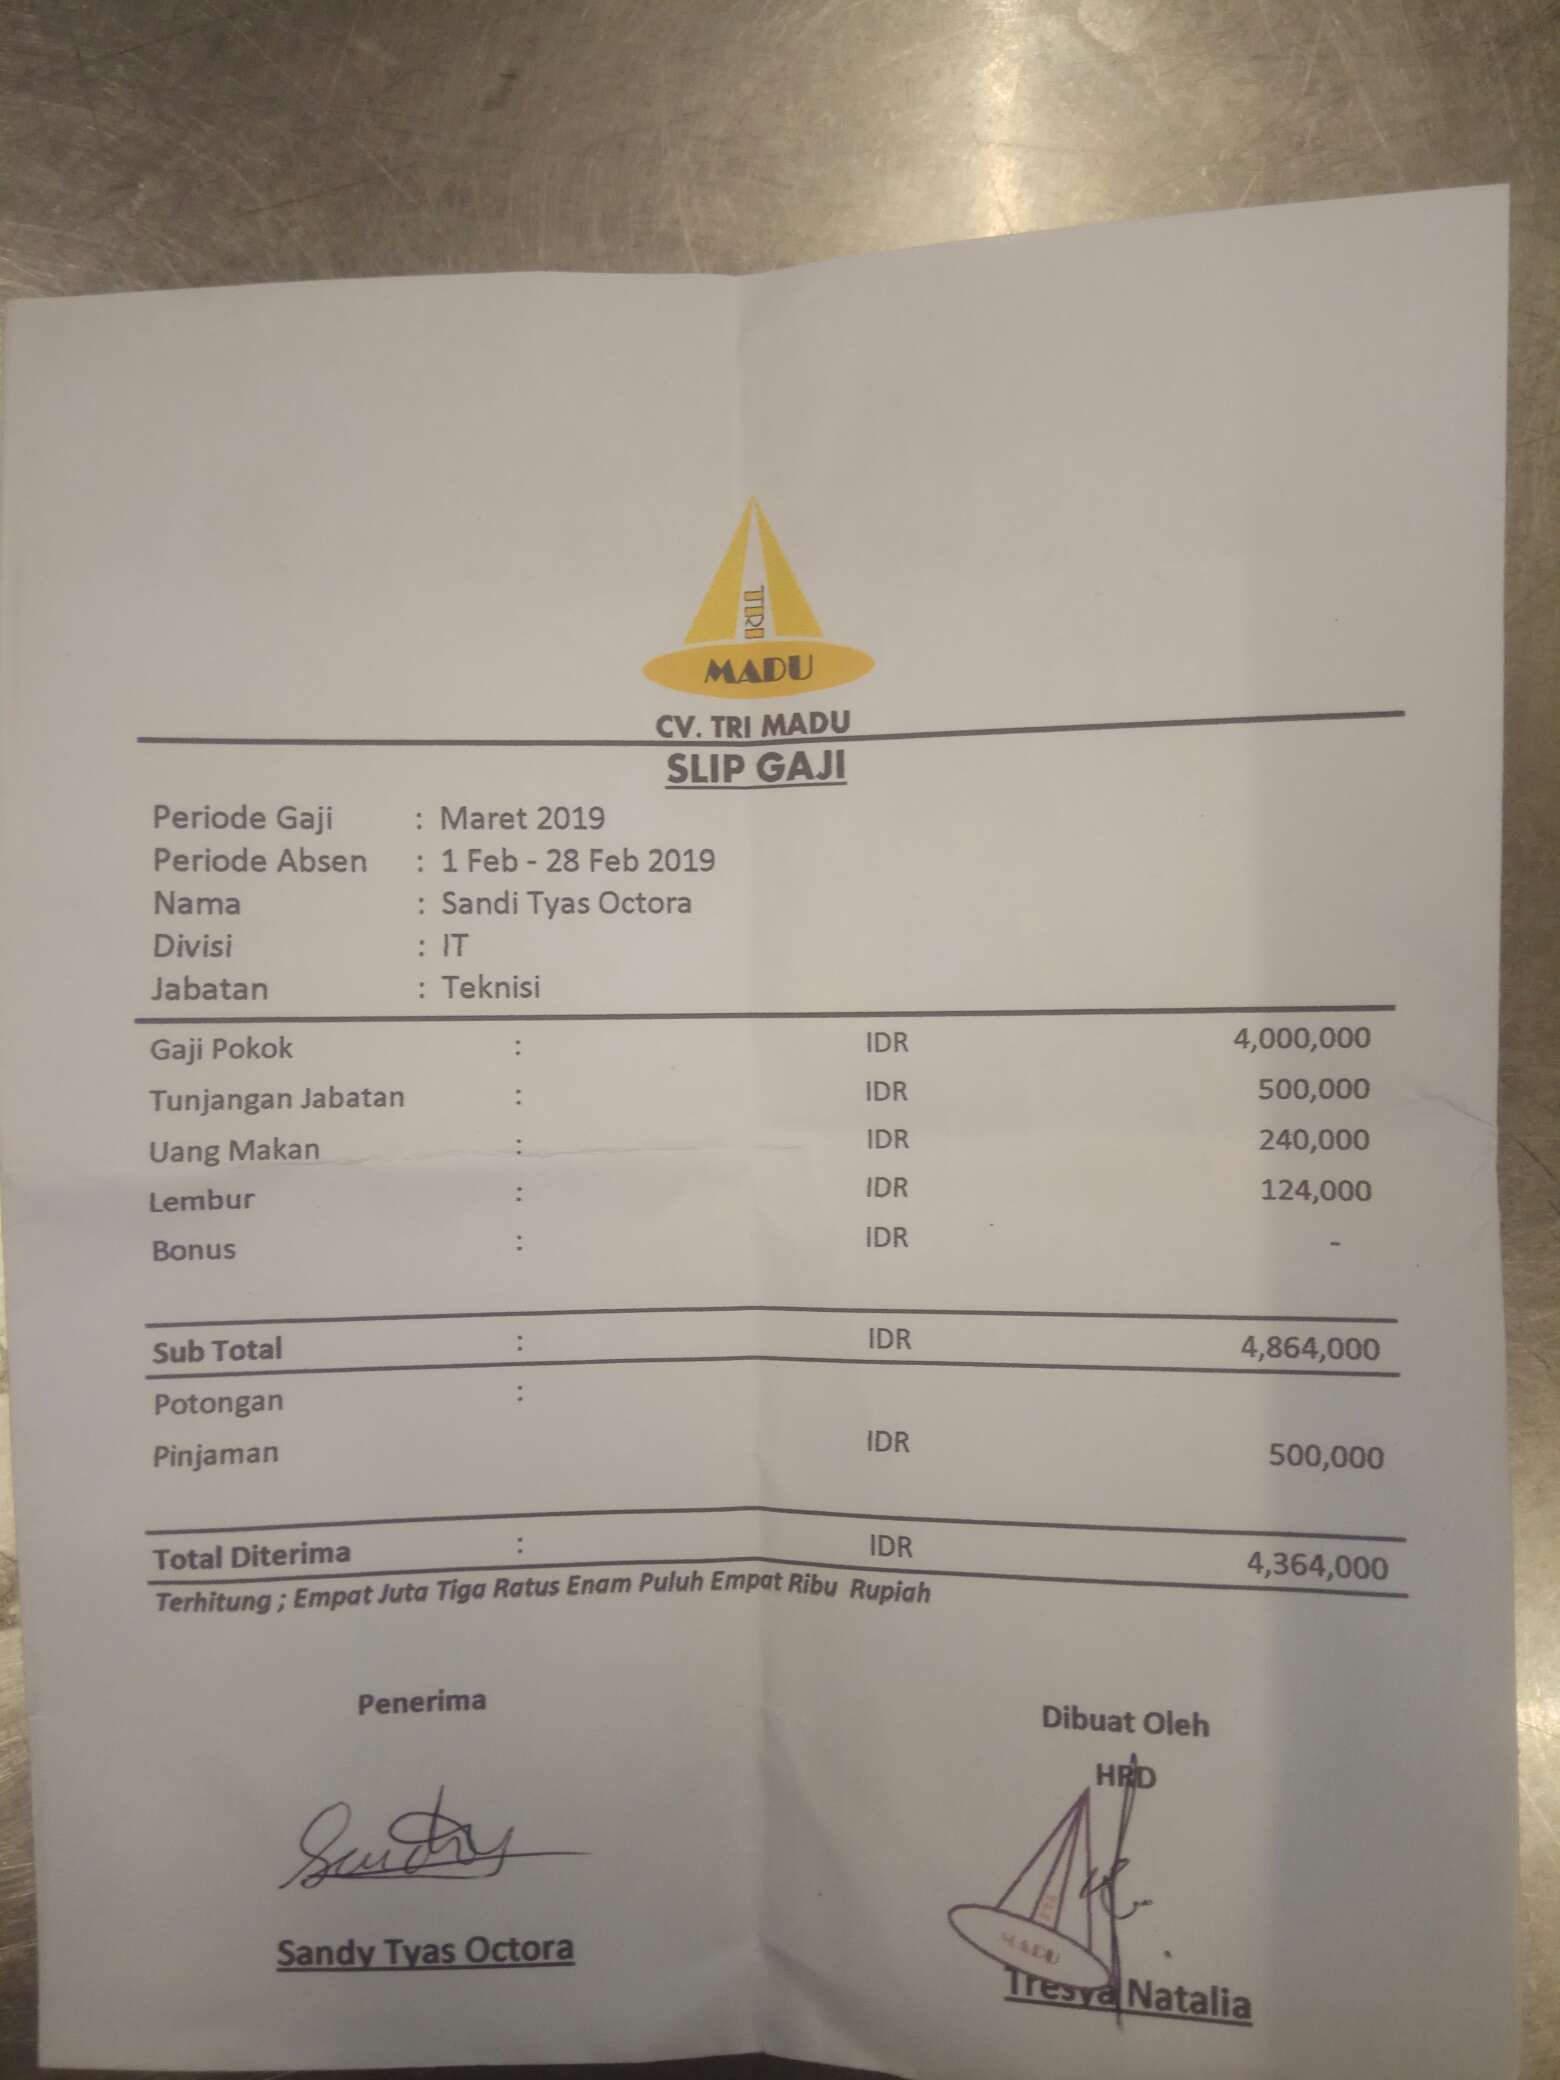 TRI
MADU
CV. TRI MADU
SLIP GAJI
Periode Gaji : Maret 2019
Periode Absen : 1 Feb - 28 Feb 2019
Nama : Sandi Tyas Octora
Divisi : IT
Jabatan : Teknisi
Gaji Pokok : IDR 4,000,000
Tunjangan Jabatan : IDR 500,000
Uang Makan : IDR 240,000
Lembur : IDR 124,000
Bonus : IDR -
Sub Total : IDR 4,864,000
Potongan :
Pinjaman IDR 500,000
Total Diterima : IDR 4,364,000
Terhitung ; Empat Juta Tiga Ratus Enam Puluh Empat Ribu Rupiah
Penerima
Dibuat Oleh
HRD
TRI
MADU
Sandy Tyas Octora
Tresya Natalia